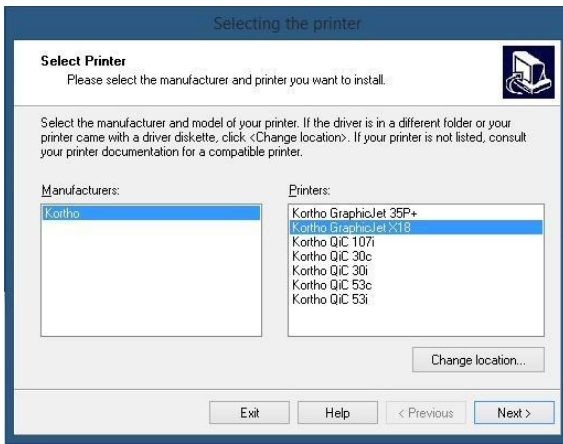 Selecting the printer
Select Printer
Please select the manufacturer and printer you want to install.
Select the manufacturer and model of your printer. If the driver is in a different folder or your
printer came with a driver diskette, click <Change location>. If your printer is not listed, consult
your printer documentation for a compatible printer.
Manufacturers:
Kortho
Printers:
Kortho GraphicJet 35P+
Kortho GraphicJet X18
Kortho QiC 107i
Kortho QiC 30c
Kortho QiC 30i
Kortho QiC 53c
Kortho QiC 53i
Change location...
Exit
Help
< Previous
Next >